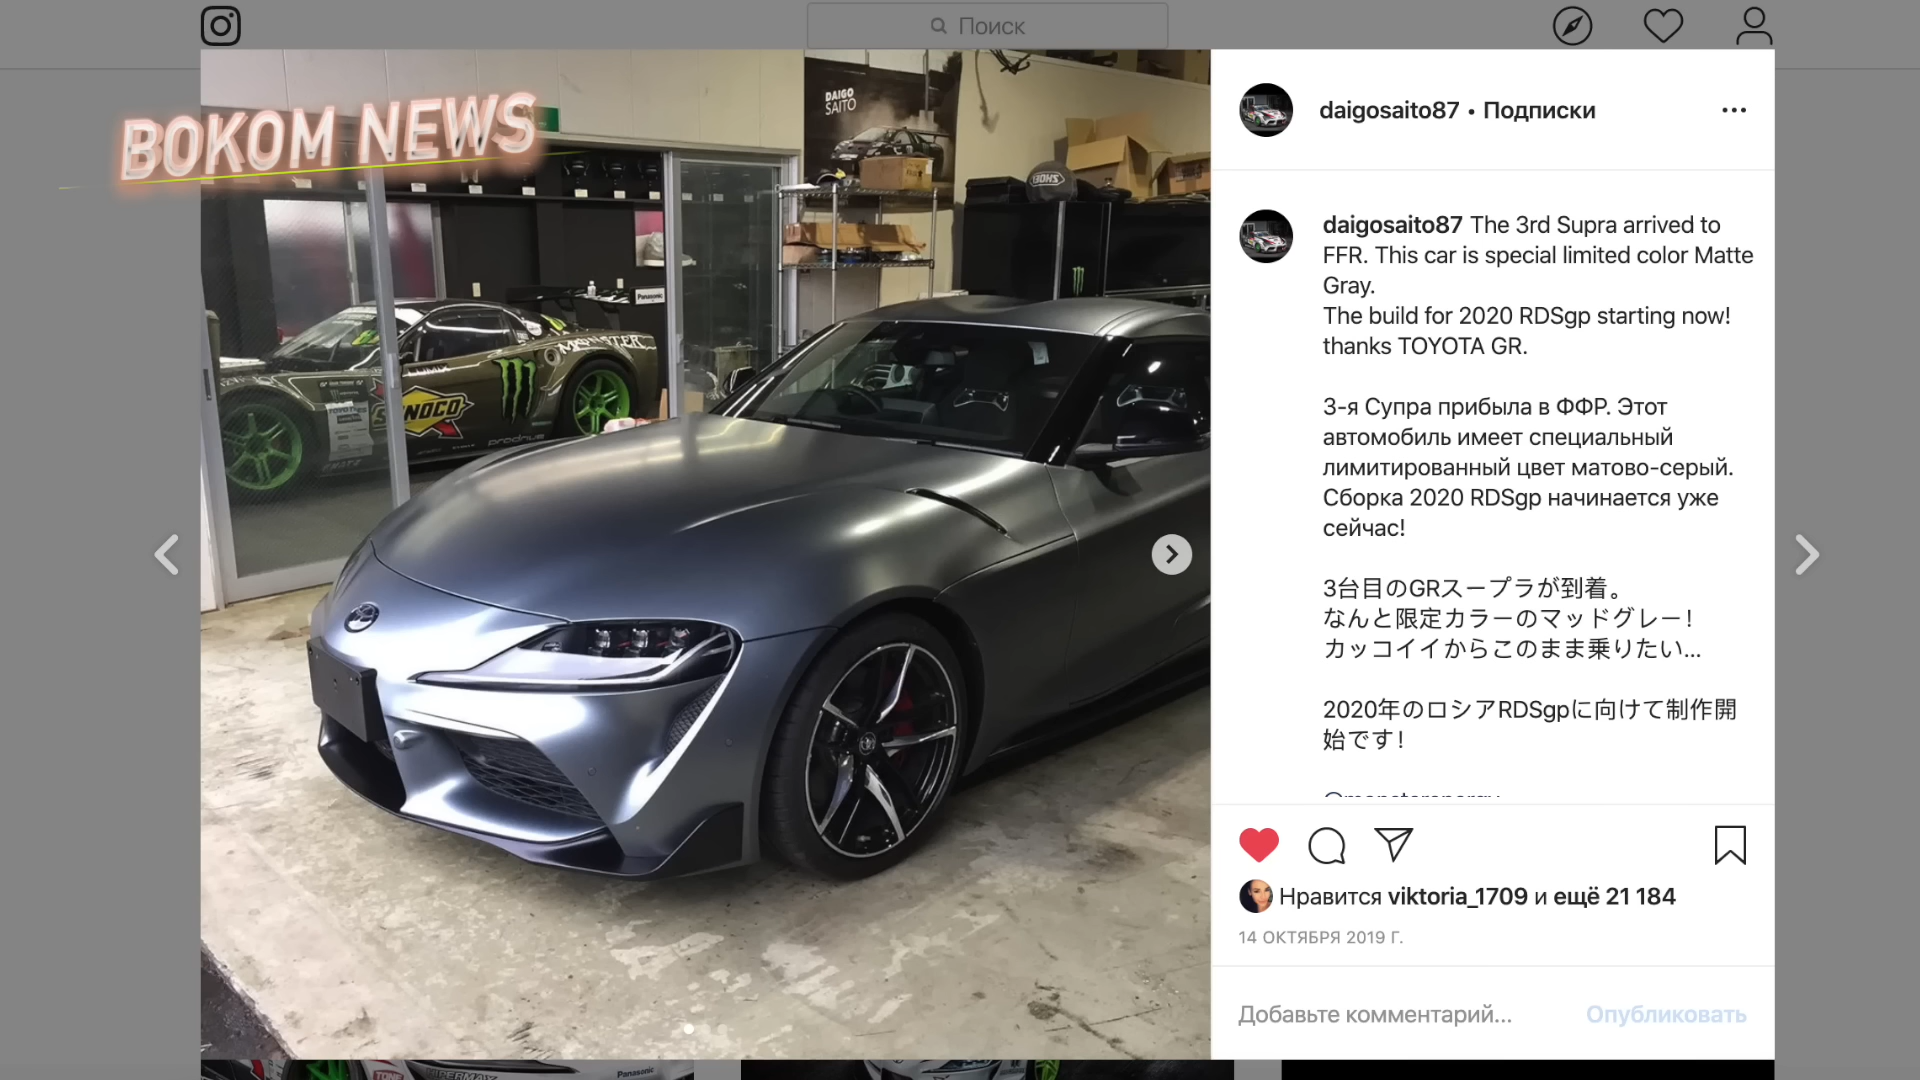 Поиск
BOKOM NEWS
DAIGO
SAITO
SHOEI
Panasonic
MONSTER
LUMIX
SUNOCO
prodrive
daigosaito87 • Подписки
daigosaito87 The 3rd Supra arrived to
FFR. This car is special limited color Matte
Gray.
The build for 2020 RDSgp starting now!
thanks TOYOTA GR.
3-я Супра прибыла в ФФР. Этот
автомобиль имеет специальный
лимитированный цвет матово-серый.
Сборка 2020 RDSgp начинается уже
сейчас!
3台目のGRスープラが到着。
なんと限定カラーのマッドグレー！
カッコイイからこのまま乗りたい...
2020年のロシアRDSgpに向けて制作開
始です！
Нравится viktoria_1709 и ещё 21 184
14 ОКТЯБРЯ 2019 Г.
Добавьте комментарий...
Опубликовать
Panasonic